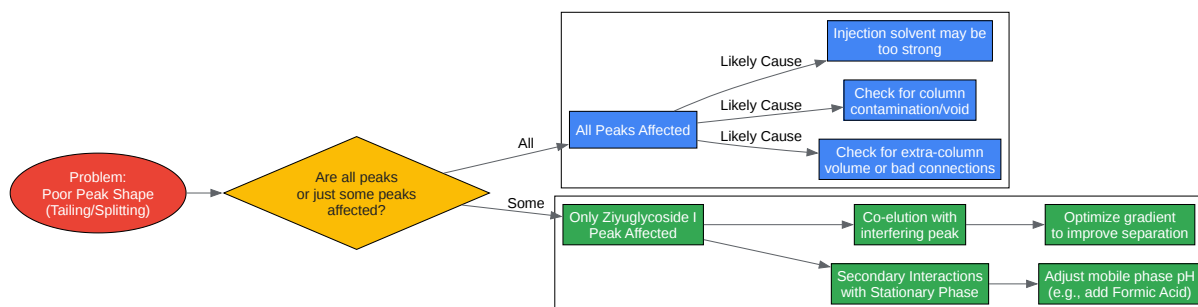 Problem:
Poor Peak Shape
(Tailing/Splitting)
Are all peaks
or just some peaks
affected?
All
Some
All Peaks Affected
Likely Cause
Likely Cause
Likely Cause
Injection solvent may be
too strong
Check for column
contamination/void
Check for extra-column
volume or bad connections
Only Ziyuglycoside I
Peak Affected
Co-elution with
interfering peak
Optimize gradient
to improve separation
Secondary Interactions
with Stationary Phase
Adjust mobile phase pH
(e.g., add Formic Acid)